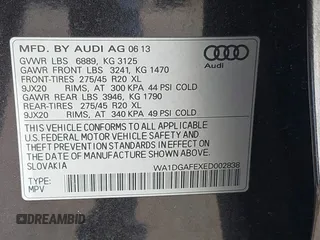 MFD. BY AUDI AG 06 13
GVWR LBS 6889, KG 3125
GAWR FRONT LBS 3241, KG 1470
FRONT-TIRES 275/45 R20 XL
9JX20 RIMS, AT 300 KPA 44 PSI COLD
GAWR REAR LBS 3946, KG 1790
REAR-TIRES 275/45 R20 XL
9JX20 RIMS, AT 340 KPA 49 PSI COLD
Audi
THIS VEHICLE CONFORMS TO ALL APPLICABLE
U.S. FEDERAL MOTOR VEHICLE SAFETY STANDARDS
IN EFFECT ON THE DATE OF MANUFACTURE SHOWN ABOVE.
SLOVAKIA WA1DGAFEXED002838
TYPE:
MPV
DREAMBID
dreambid.com